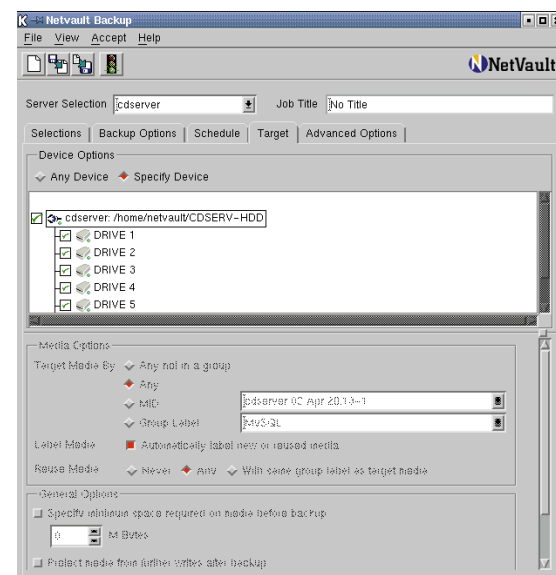 Netvault Backup
File View Accept Help
NetVault
Server Selection cdserver Job Title No Title
Selections Backup Options Schedule Target Advanced Options
Device Options
Any Device Specify Device
cdserver: /home/netvault/CDSERV-HDD
DRIVE 1
DRIVE 2
DRIVE 3
DRIVE 4
DRIVE 5
Media Options
Target Media By Any not in a group
Any
MID cdserver 02 Apr
Group Label MySQL
Label Media Automatically label new or reused media
Reuse Media Never Any With same group label as target media
General Options
Specify minimum space required on media before backup
0 M Bytes
Protect media from further writes after backup